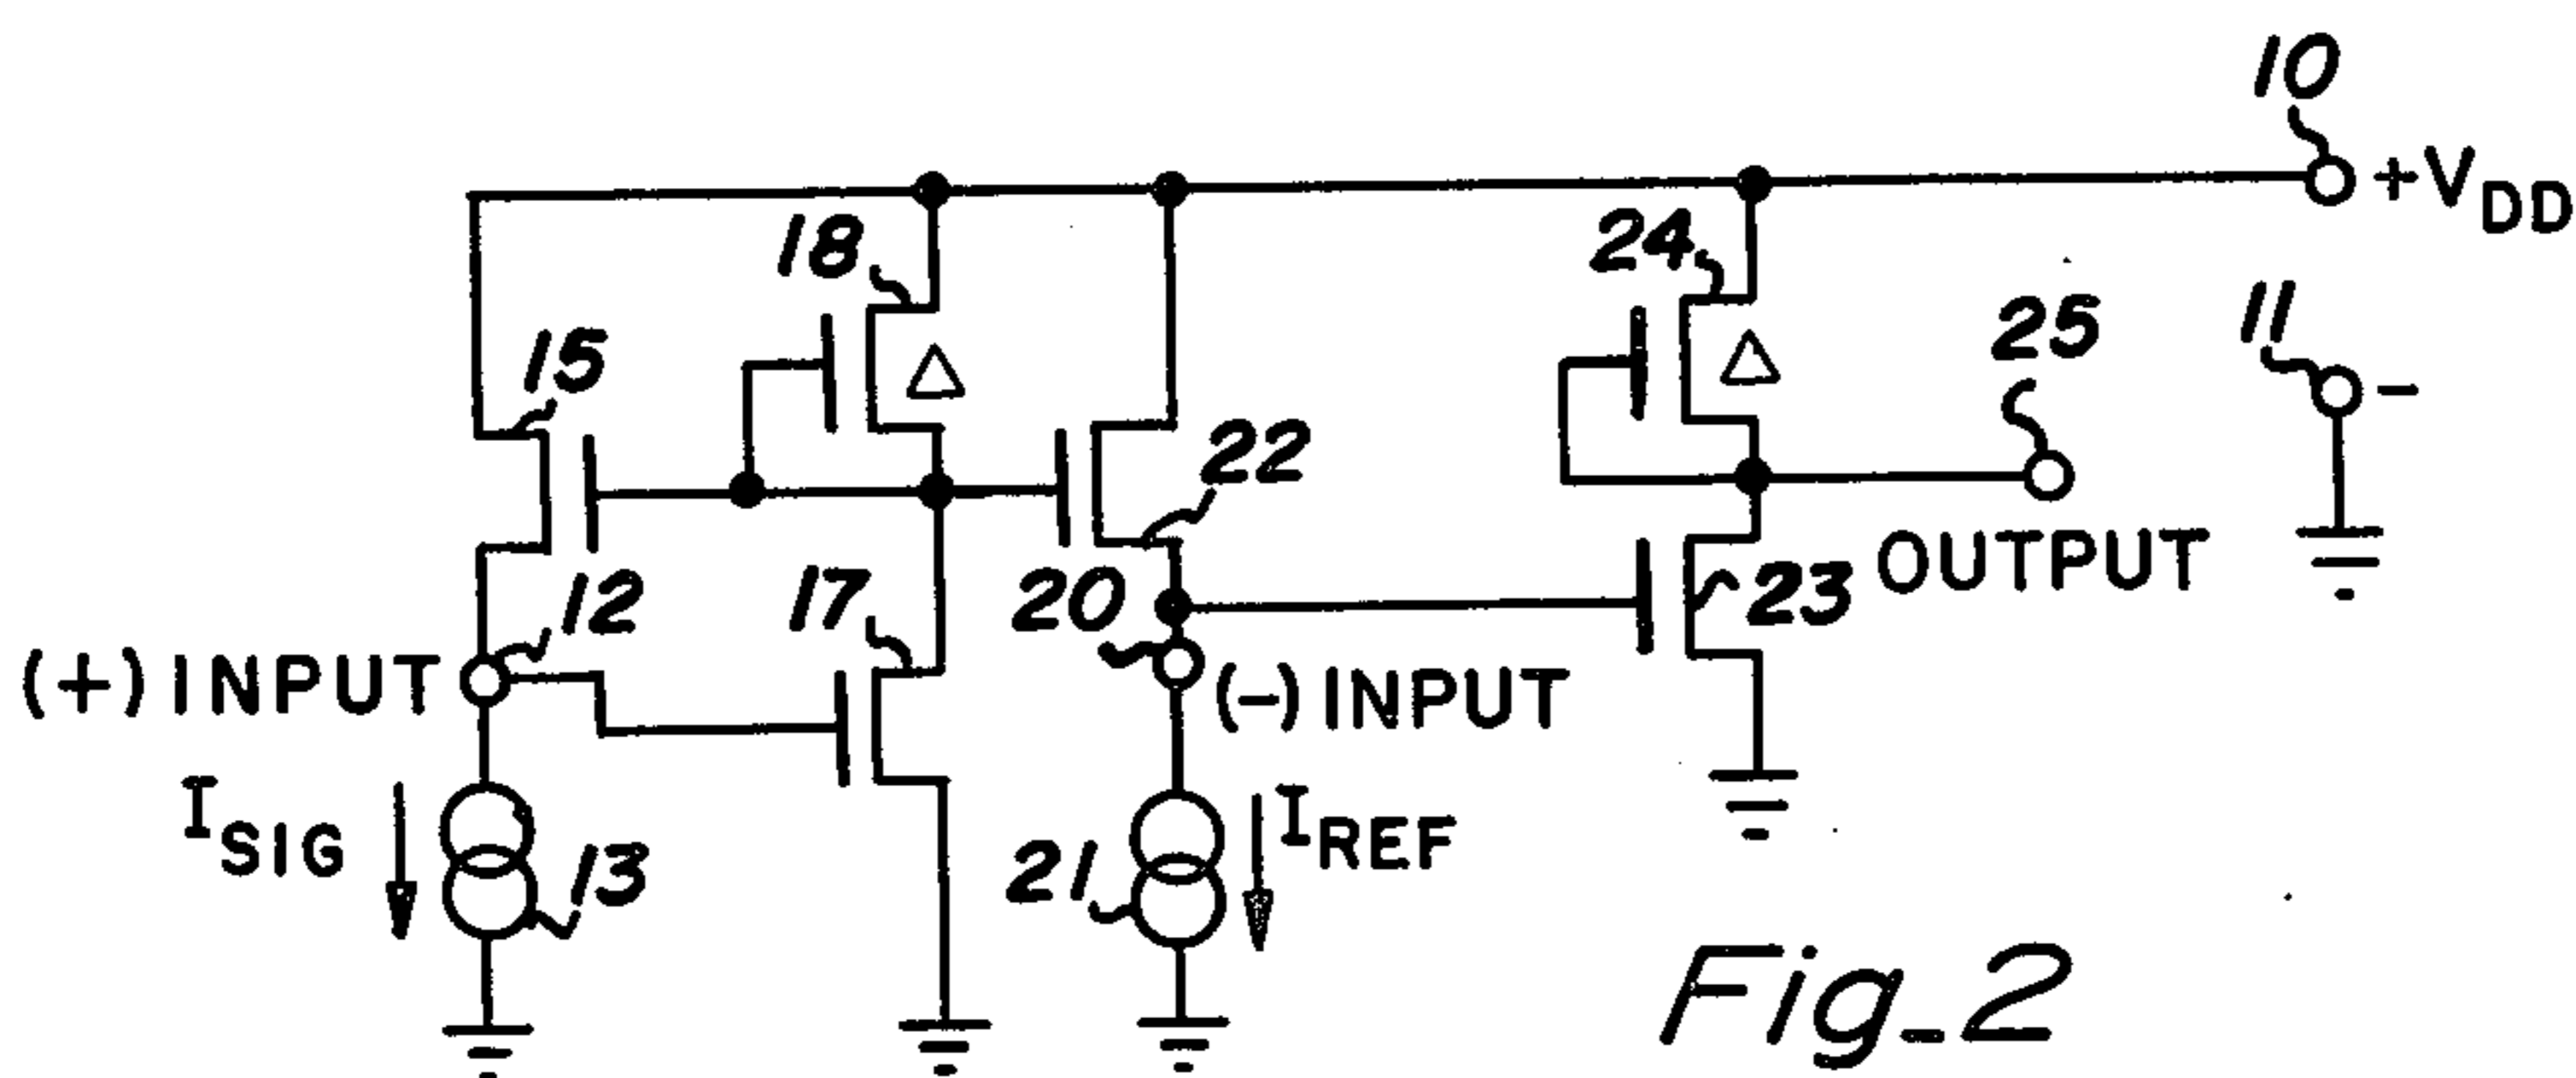 10
+VDD
18
24
11
25
-
15
22
OUTPUT
12
17
20
23
(+) INPUT
(-) INPUT
ISIG
13
21
IREF
Fig_2